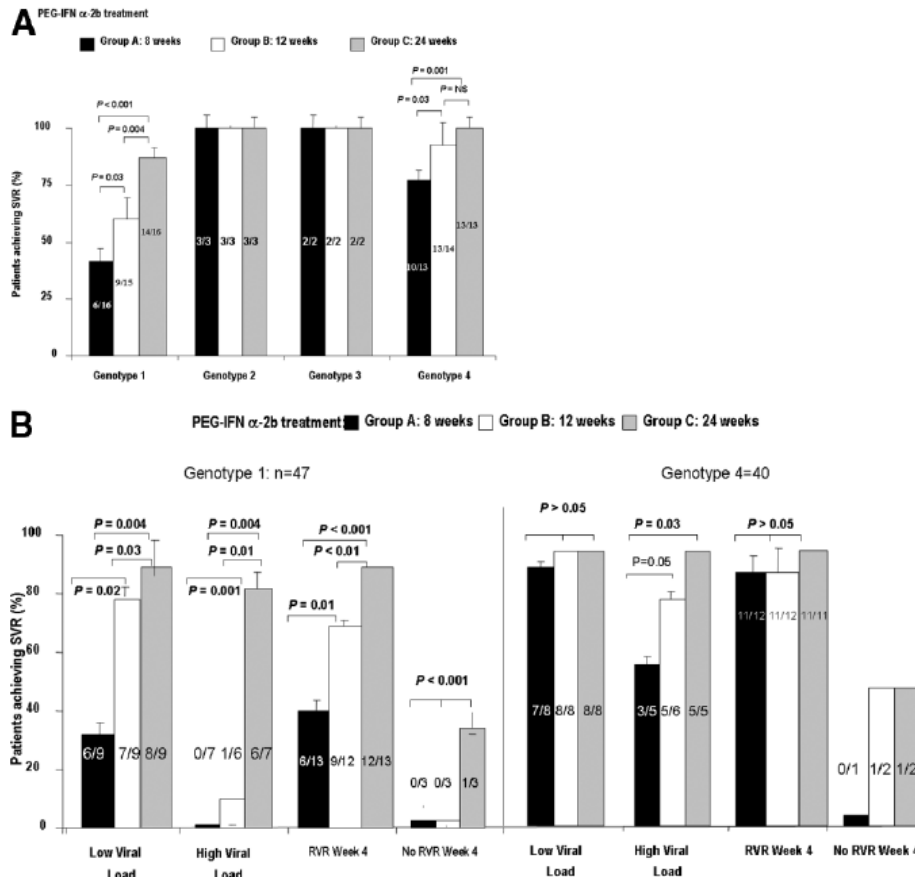 A PEG-IFN α-2b treatment
Group A: 8 weeks Group B: 12 weeks Group C: 24 weeks
P = 0.001
P < 0.001 P = NS
P = 0.004 P = 0.03
P = 0.03
Patients achieving SVR (%)
100
75
50
25
0
6/16 9/15 14/16
3/3 3/3 3/3
2/2 2/2 2/2
10/13 13/14 13/13
Genotype 1 Genotype 2 Genotype 3 Genotype 4
B PEG-IFN α-2b treatment: Group A: 8 weeks Group B: 12 weeks Group C: 24 weeks
Genotype 1: n=47 Genotype 4=40
Patients achieving SVR (%)
100
80
60
40
20
0
P = 0.004
P = 0.03
P = 0.02
6/9 7/9 8/9
P = 0.004
P = 0.01
P = 0.001
0/7 1/6 6/7
P < 0.001
P < 0.01
P = 0.01
6/13 9/12 12/13
P < 0.001
0/3 0/3 1/3
P > 0.05
7/8 8/8 8/8
P = 0.03
P=0.05
3/5 5/6 5/5
P > 0.05
11/12 11/12 11/11
0/1 1/2 1/2
Low Viral Load High Viral Load RVR Week 4 No RVR Week 4
Low Viral Load High Viral Load RVR Week 4 No RVR Week 4